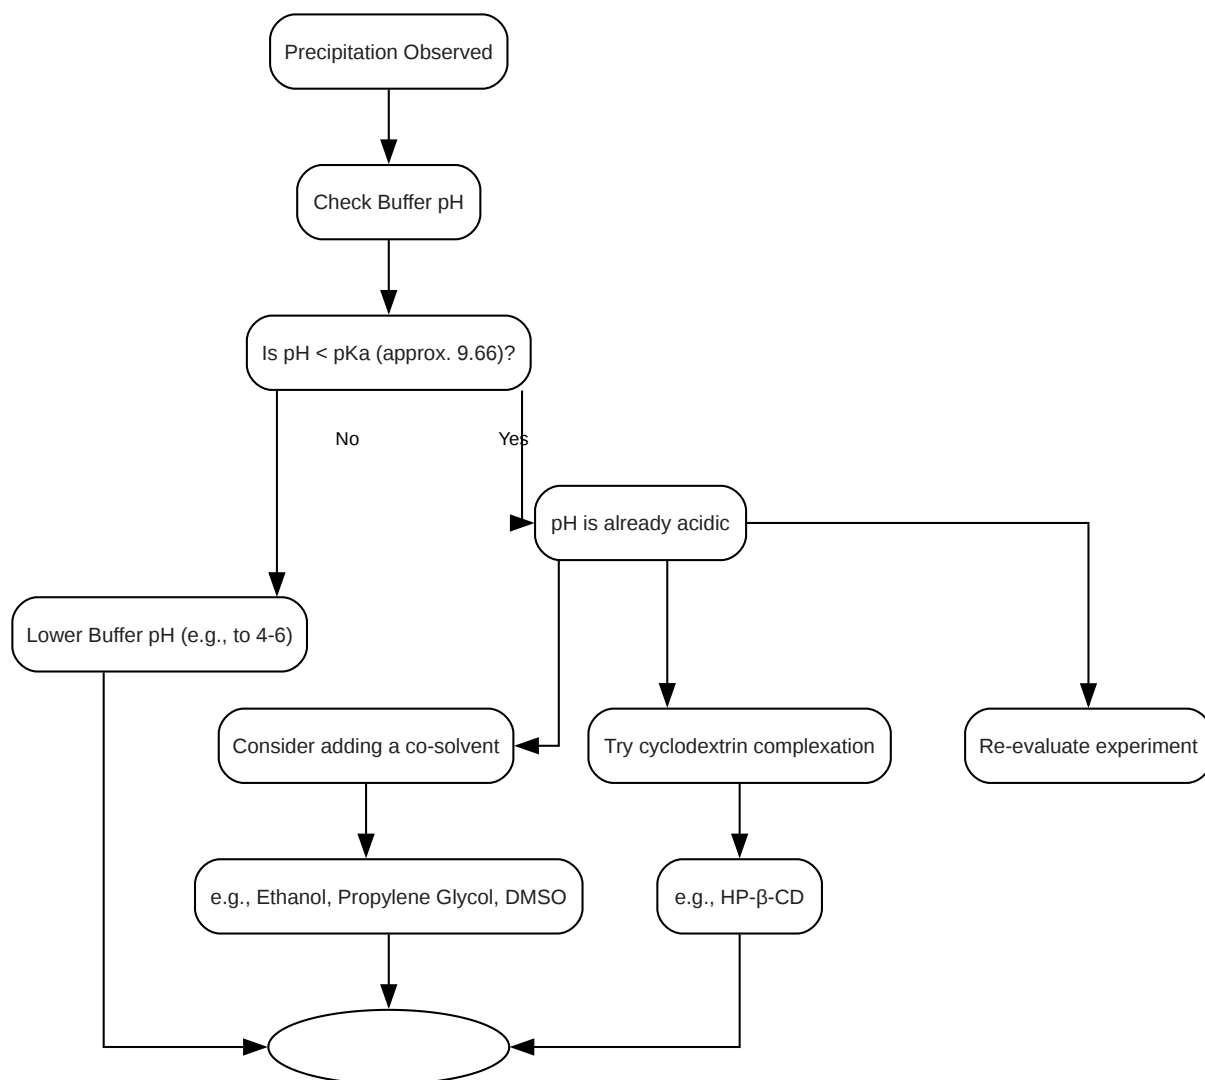 Precipitation Observed
Check Buffer pH
Is pH < pKa (approx. 9.66)?
No
Yes
pH is already acidic
Lower Buffer pH (e.g., to 4-6)
Consider adding a co-solvent
Try cyclodextrin complexation
Re-evaluate experiment
e.g., Ethanol, Propylene Glycol, DMSO
e.g., HP-β-CD